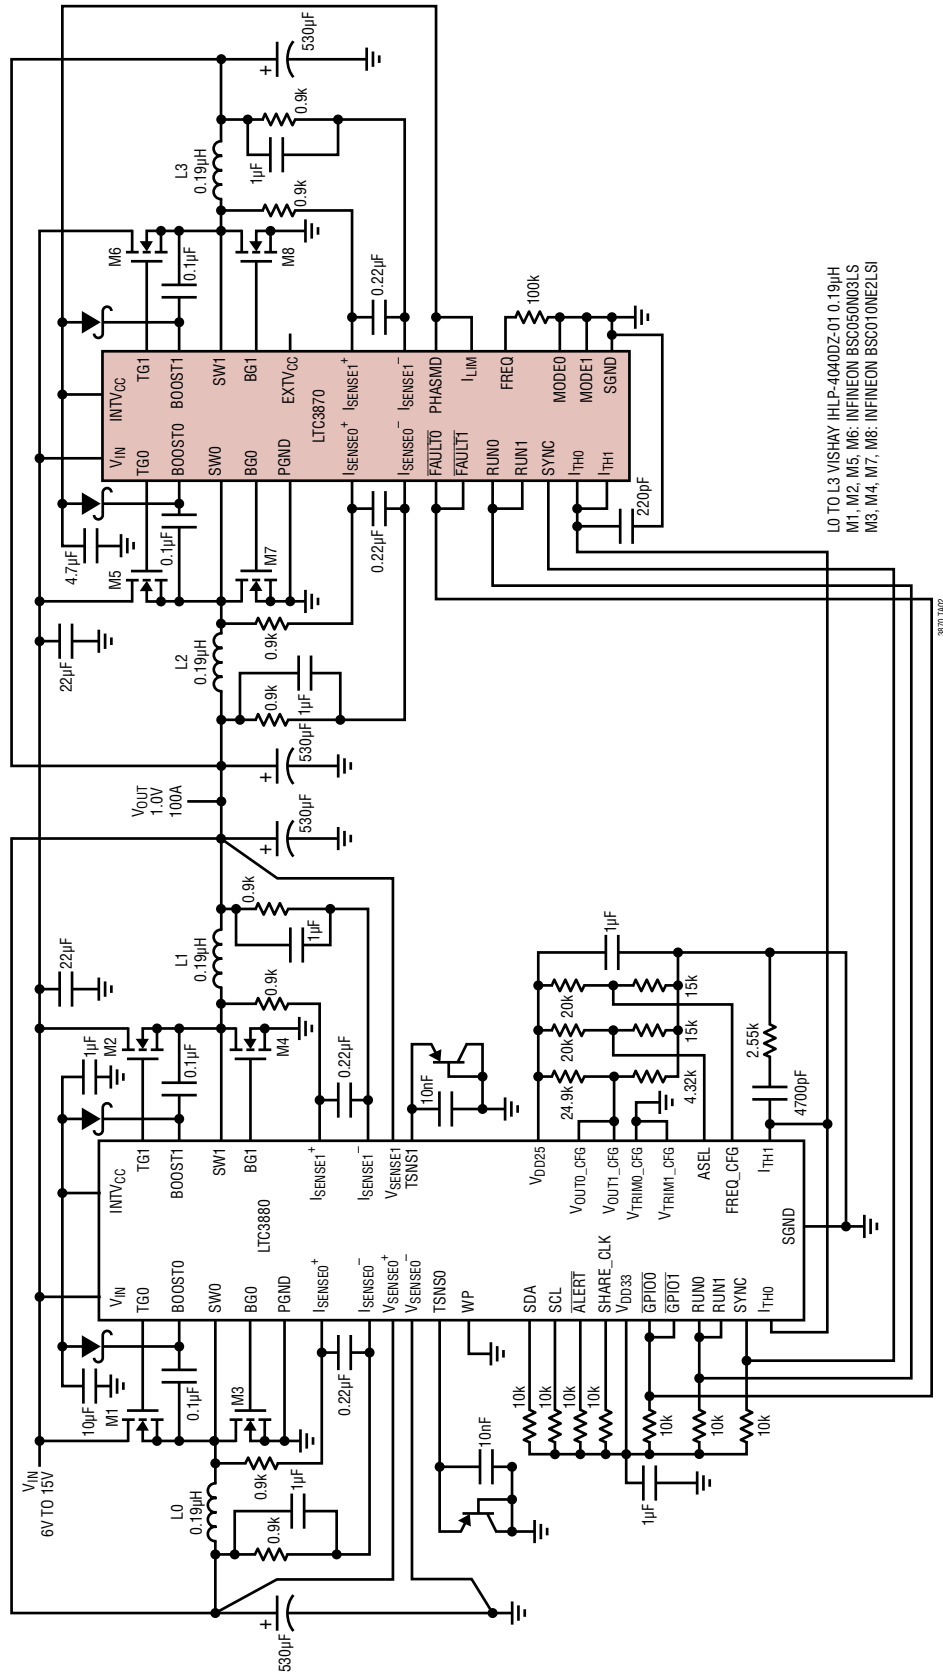 VIN
6V TO 15V
10µF
M1
0.1µF
M3
L0
0.19µH
0.9k
1µF
0.9k
530µF
0.22µF
10nF
1µF
10k
10k
10k
10k
10k
10k
10k
VIN
INTVCC
TG0
TG1
BOOST0
BOOST1
SW0
SW1
BG0
BG1
PGND
LTC3880
ISENSE0+
ISENSE1+
ISENSE0–
ISENSE1–
VSENSE0+
VSENSE1
VSENSE0–
TSNS1
TSNS0
WP
VDD25
SDA
VOUT0_CFG
SCL
VOUT1_CFG
ALERT
VTRIM0_CFG
SHARE_CLK
VTRIM1_CFG
VDD33
GPIO0
ASEL
GPIO1
FREQ_CFG
RUN0
RUN1
ITH1
SYNC
ITH0
SGND
1µF
M2
0.1µF
M4
22µF
L1
0.19µH
0.9k
0.9k
1µF
0.22µF
10nF
24.9k
4.32k
20k
15k
20k
15k
1µF
4700pF
2.55k
530µF
VOUT
1.0V
100A
530µF
22µF
4.7µF
M5
0.1µF
M7
L2
0.19µH
0.9k
0.9k
1µF
0.22µF
VIN
INTVCC
TG0
TG1
BOOST0
BOOST1
SW0
SW1
BG0
BG1
PGND
EXTVCC
LTC3870
ISENSE0+
ISENSE1+
ISENSE0–
ISENSE1–
FAULT0
PHASMD
FAULT1
ILIM
RUN0
FREQ
RUN1
SYNC
MODE0
ITH0
MODE1
ITH1
SGND
220pF
100k
M6
0.1µF
M8
L3
0.19µH
0.9k
0.9k
1µF
0.22µF
530µF
L0 TO L3 VISHAY IHLP-4040DZ-01 0.19µH
M1, M2, M5, M6: INFINEON BSC050N03LS
M3, M4, M7, M8: INFINEON BSC010NE2LSI
3870 TA02